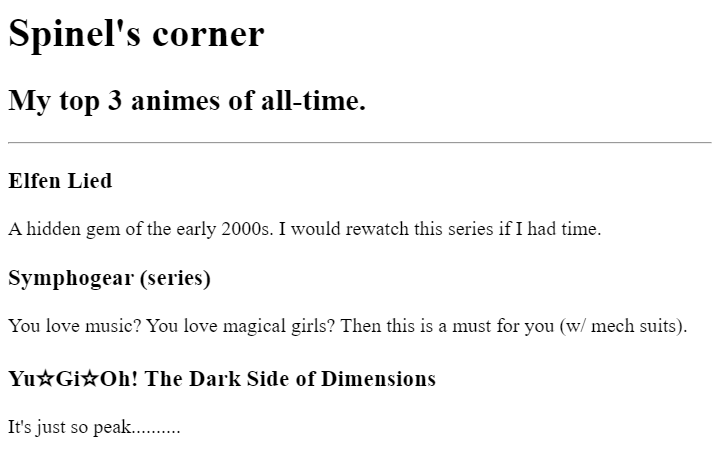 Spinel's corner
My top 3 animes of all-time.
Elfen Lied
A hidden gem of the early 2000s. I would rewatch this series if I had time.
Symphogear (series)
You love music? You love magical girls? Then this is a must for you (w/ mech suits).
Yu☆Gi☆Oh! The Dark Side of Dimensions
It's just so peak..........